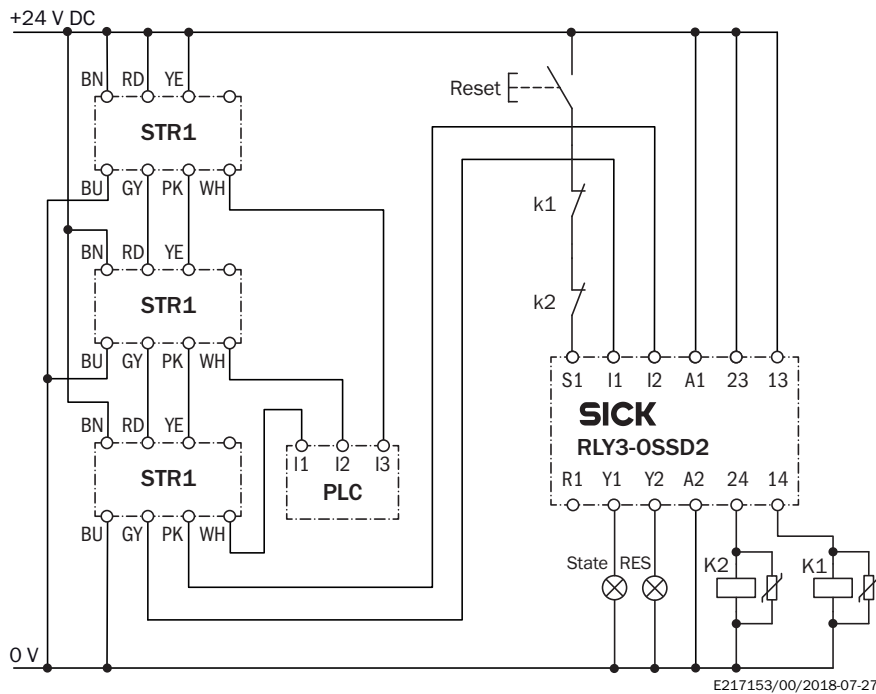 +24 V DC
BN RD YE
STR1
BU GY PK WH
BN RD YE
STR1
BU GY PK WH
BN RD YE
STR1
BU GY PK WH
I1 I2 I3
PLC
Reset
k1
k2
S1 I1 I2 A1 23 13
SICK
RLY3-OSSD2
R1 Y1 Y2 A2 24 14
State RES K2 K1
0 V
E217153/00/2018-07-27